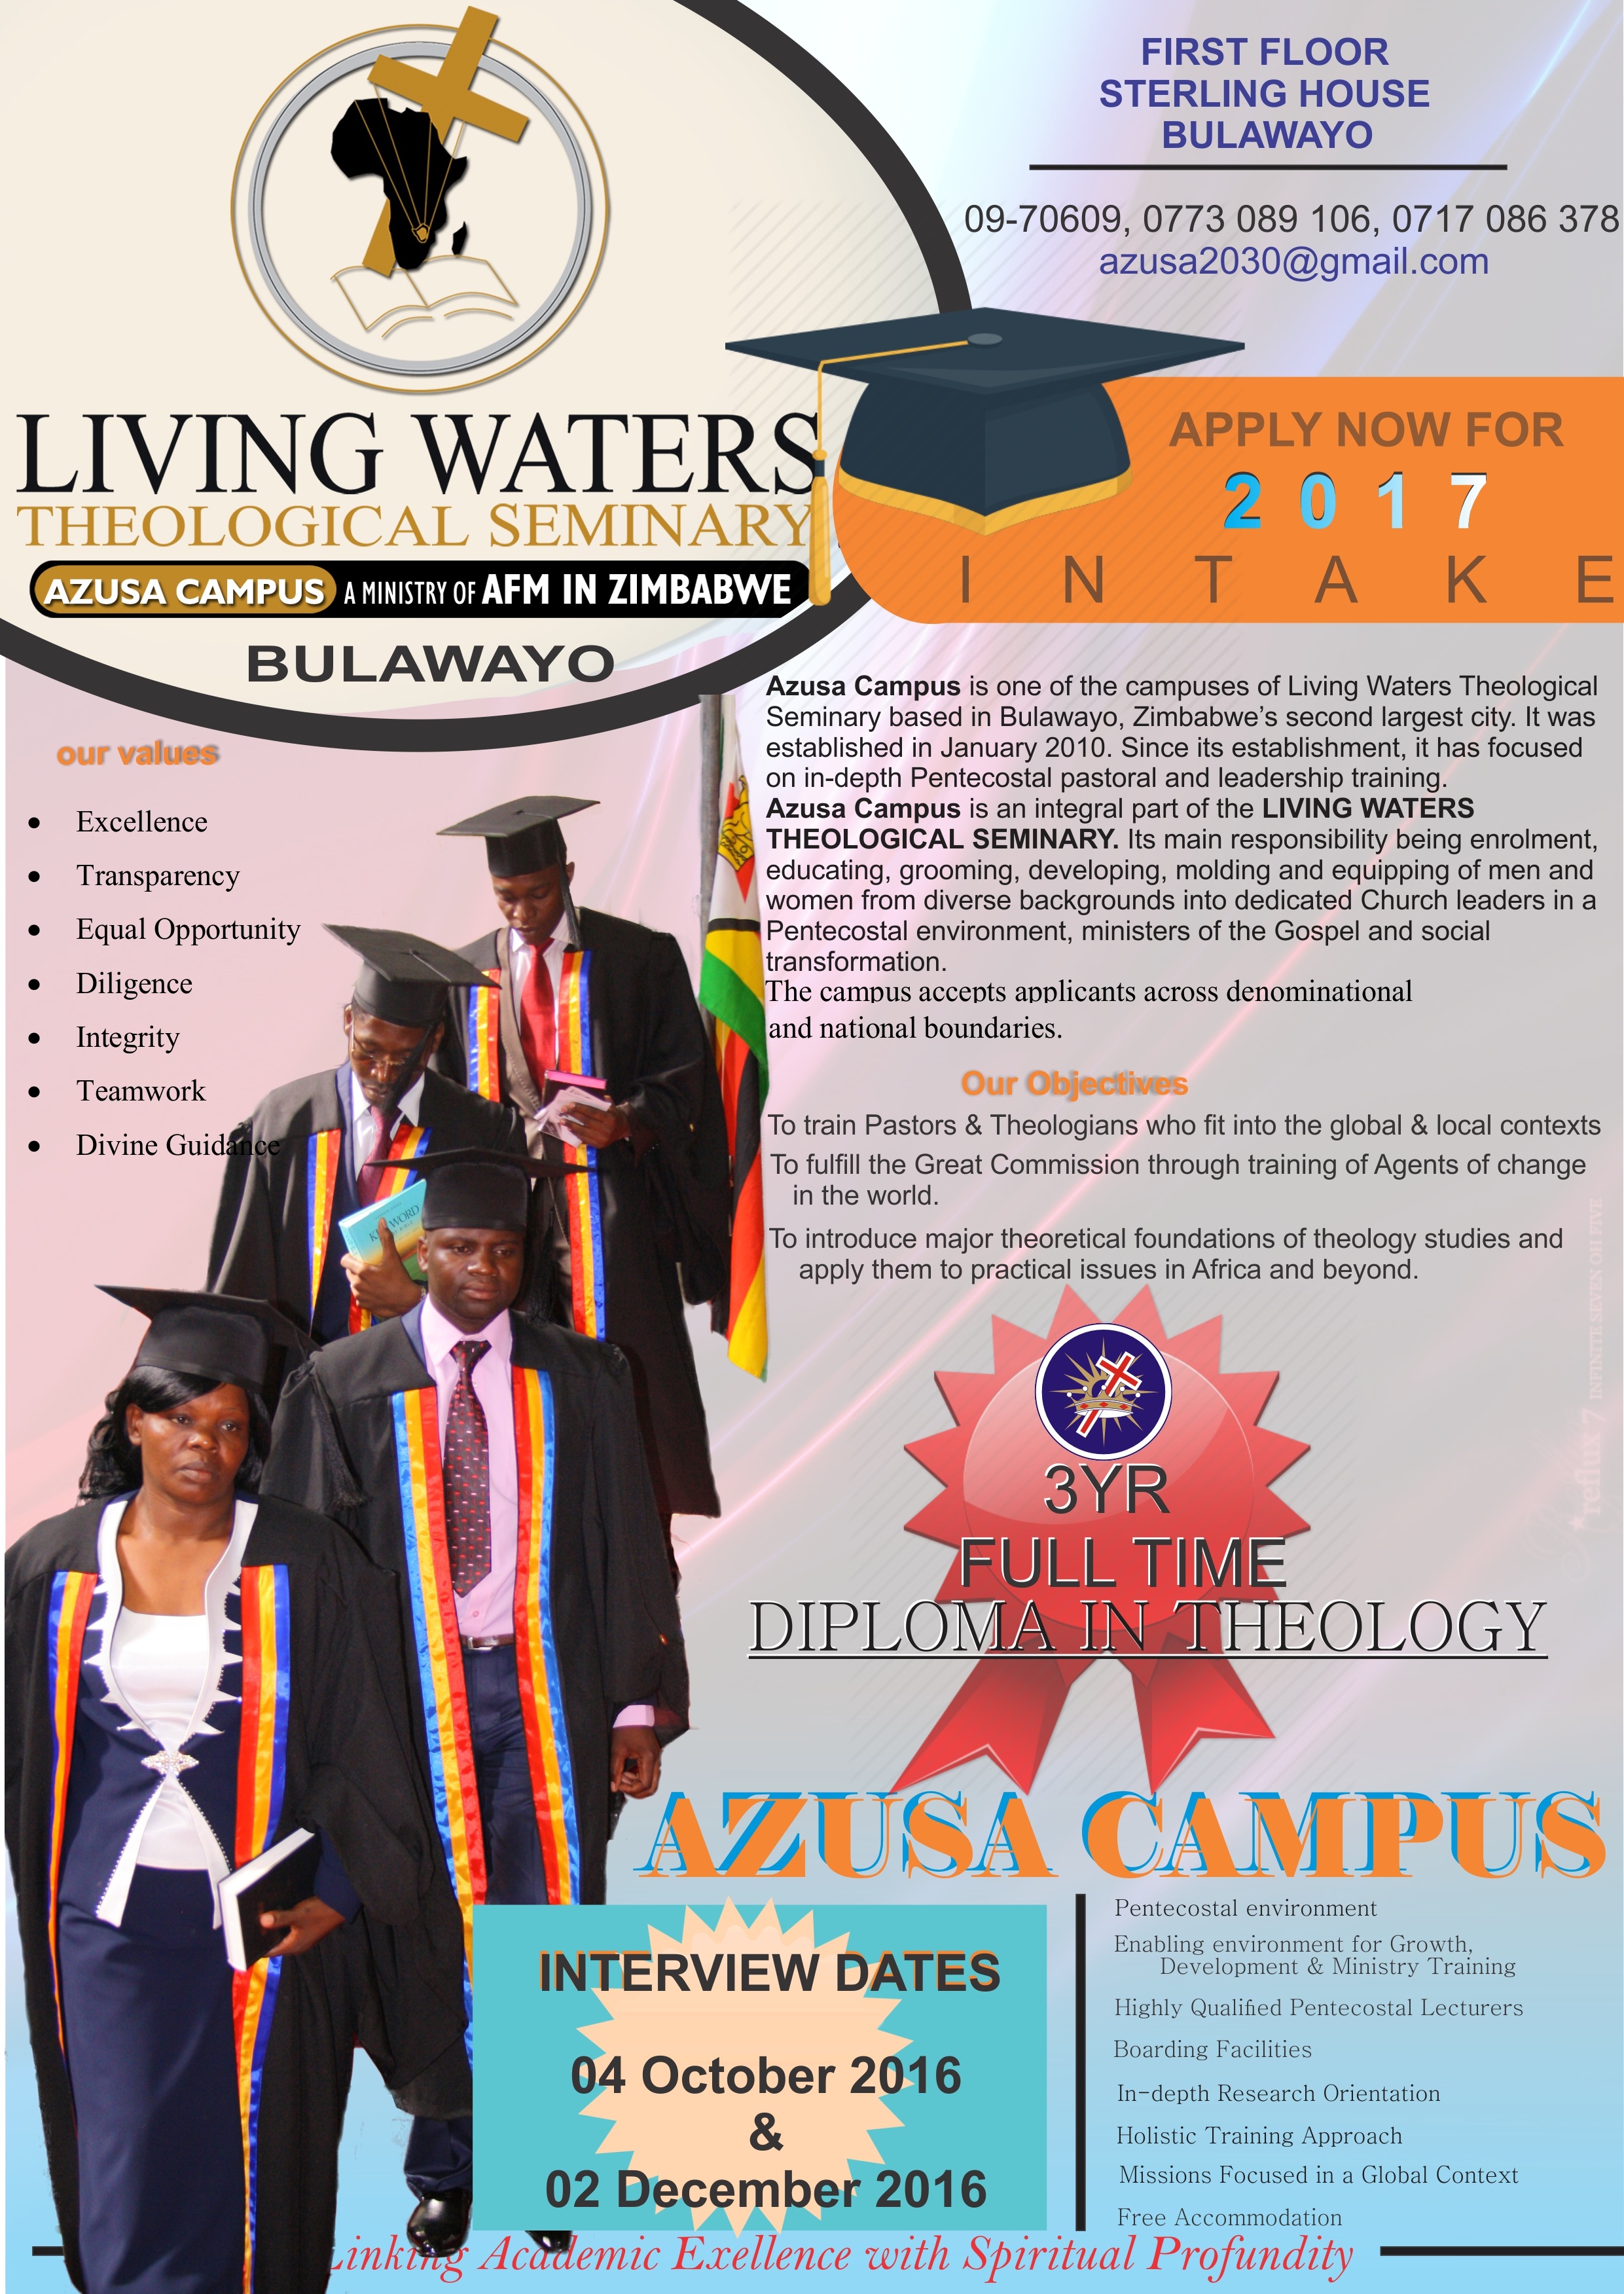 FIRST FLOOR
STERLING HOUSE
BULAWAYO
09-70609, 0773 089 106, 0717 086 378
azusa2030@gmail.com
LIVING WATERS
THEOLOGICAL SEMINARY
AZUSA CAMPUS A MINISTRY OF AFM IN ZIMBABWE
BULAWAYO
APPLY NOW FOR
2017
INTAKE
our values
• Excellence
• Transparency
• Equal Opportunity
• Diligence
• Integrity
• Teamwork
• Divine Guidance
Azusa Campus is one of the campuses of Living Waters Theological
Seminary based in Bulawayo, Zimbabwe's second largest city. It was
established in January 2010. Since its establishment, it has focused
on in-depth Pentecostal pastoral and leadership training.
Azusa Campus is an integral part of the LIVING WATERS
THEOLOGICAL SEMINARY. Its main responsibility being enrolment,
educating, grooming, developing, molding and equipping of men and
women from diverse backgrounds into dedicated Church leaders in a
Pentecostal environment, ministers of the Gospel and social
transformation.
The campus accepts applicants across denominational
and national boundaries.
Our Objectives
To train Pastors & Theologians who fit into the global & local contexts
To fulfill the Great Commission through training of Agents of change
in the world.
To introduce major theoretical foundations of theology studies and
apply them to practical issues in Africa and beyond.
WORD
reflux 7 INFINITE SEVEN OH FIVE
3YR
FULL TIME
DIPLOMA IN THEOLOGY
AZUSA CAMPUS
INTERVIEW DATES
04 October 2016
&
02 December 2016
Pentecostal environment
Enabling environment for Growth,
Development & Ministry Training
Highly Qualified Pentecostal Lecturers
Boarding Facilities
In-depth Research Orientation
Holistic Training Approach
Missions Focused in a Global Context
Free Accommodation
Linking Academic Exellence with Spiritual Profundity